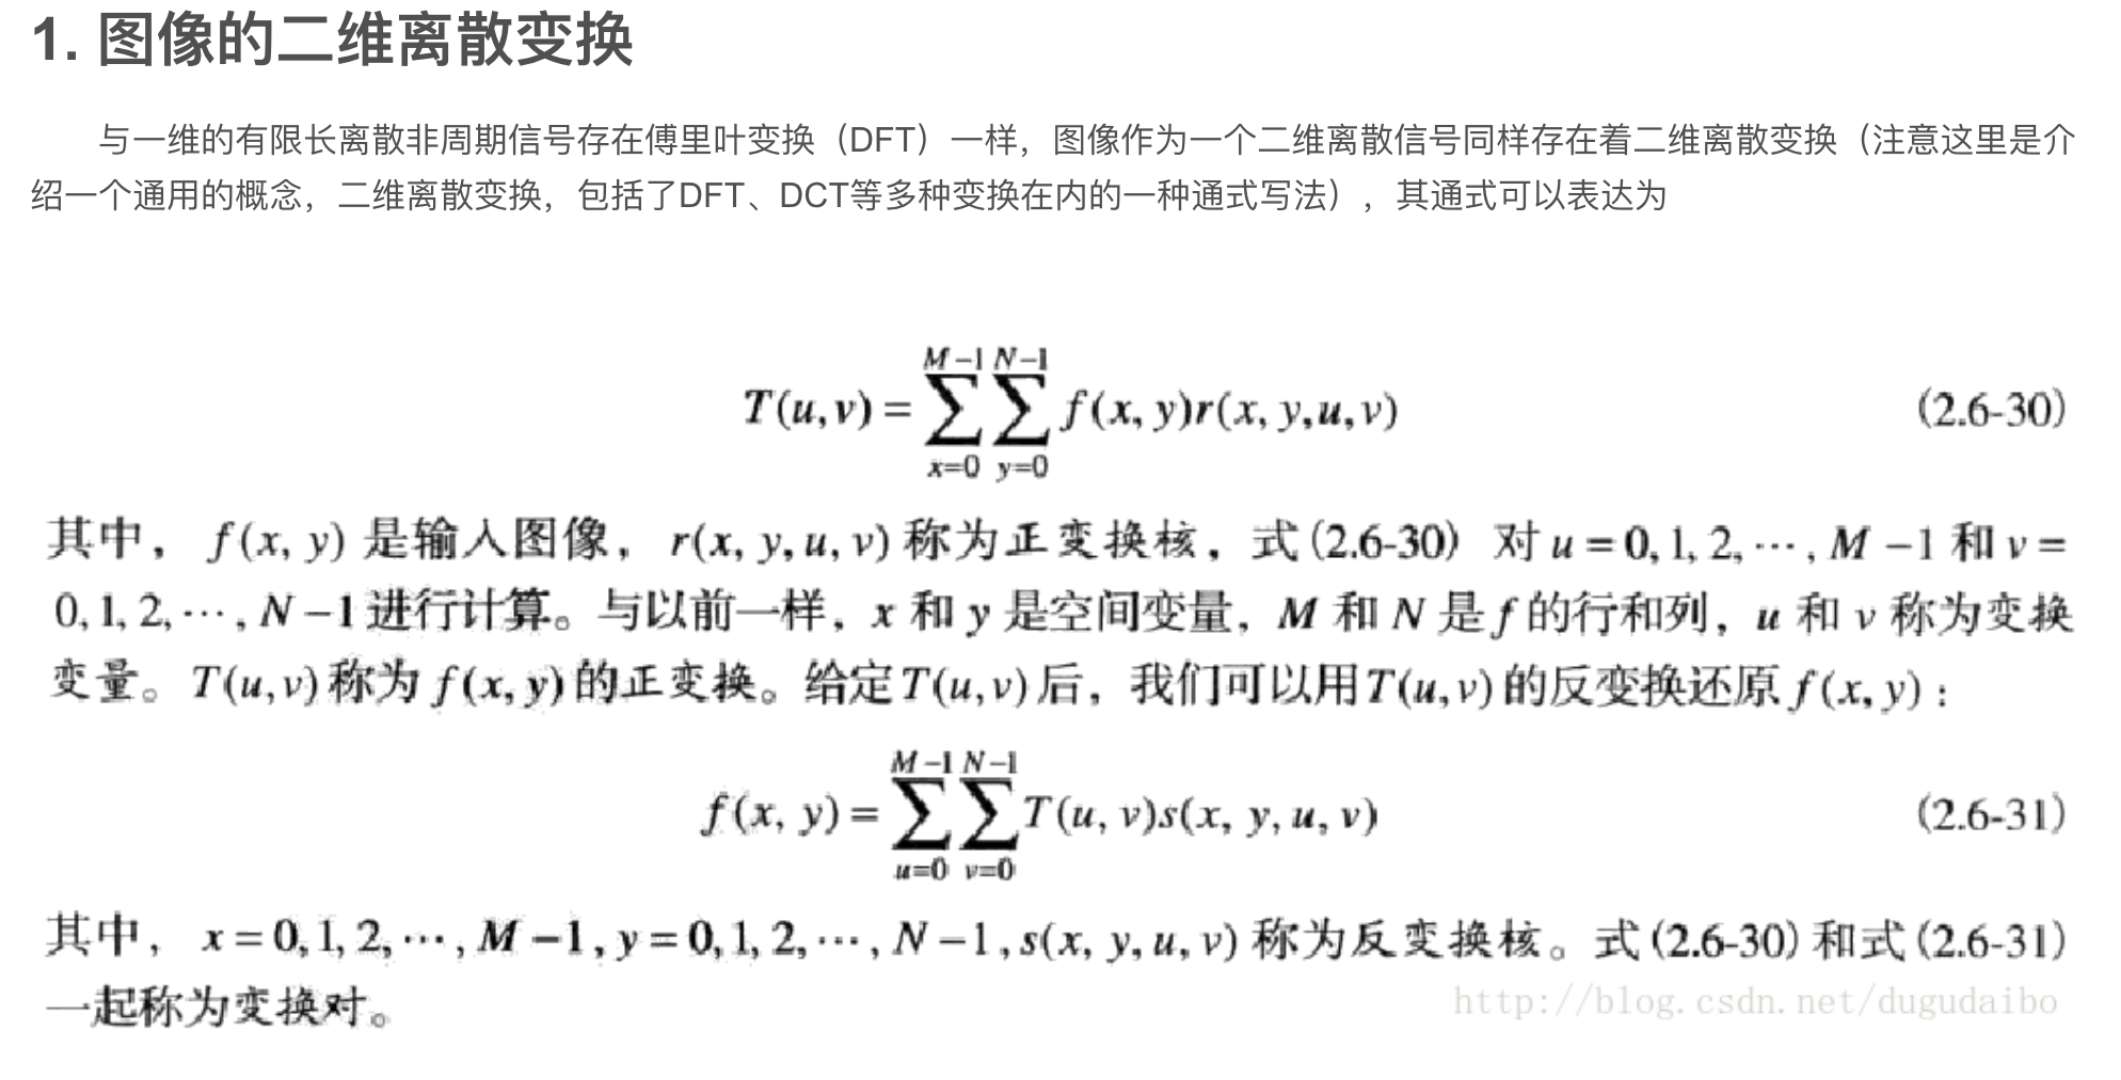 1. 图像的二维离散变换
与一维的有限长离散非周期信号存在傅里叶变换（DFT）一样，图像作为一个二维离散信号同样存在着二维离散变换（注意这里是介
绍一个通用的概念，二维离散变换，包括了DFT、DCT等多种变换在内的一种通式写法），其通式可以表达为
T(u,v)=∑_{x=0}^{M-1}∑_{y=0}^{N-1}f(x, y)r(x, y,u,v) (2.6-30)
其中，f(x, y) 是输入图像，r(x, y, u, v) 称为正变换核，式(2.6-30) 对 u = 0, 1, 2, ⋯, M −1 和 v =
0, 1, 2, ⋯, N −1 进行计算。与以前一样，x 和 y 是空间变量，M 和 N 是 f 的行和列，u 和 v 称为变换
变量。T(u,v) 称为 f(x, y) 的正变换。给定 T(u,v) 后，我们可以用 T(u,v) 的反变换还原 f(x, y)：
f(x, y)=∑_{u=0}^{M-1}∑_{v=0}^{N-1}T(u, v)s(x, y, u, v) (2.6-31)
其中，x = 0, 1, 2, ⋯, M −1, y = 0, 1, 2, ⋯, N −1, s(x, y, u, v) 称为反变换核。式(2.6-30)和式(2.6-31)
一起称为变换对。
http://blog.csdn.net/dugudaibo